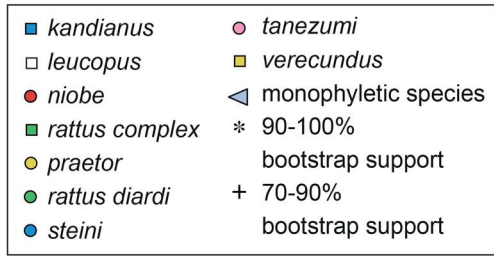 kandianus
leucopus
niobe
rattus complex
praetor
rattus diardi
steini
tanezumi
verecundus
monophyletic species
* 90-100%
bootstrap support
+ 70-90%
bootstrap support